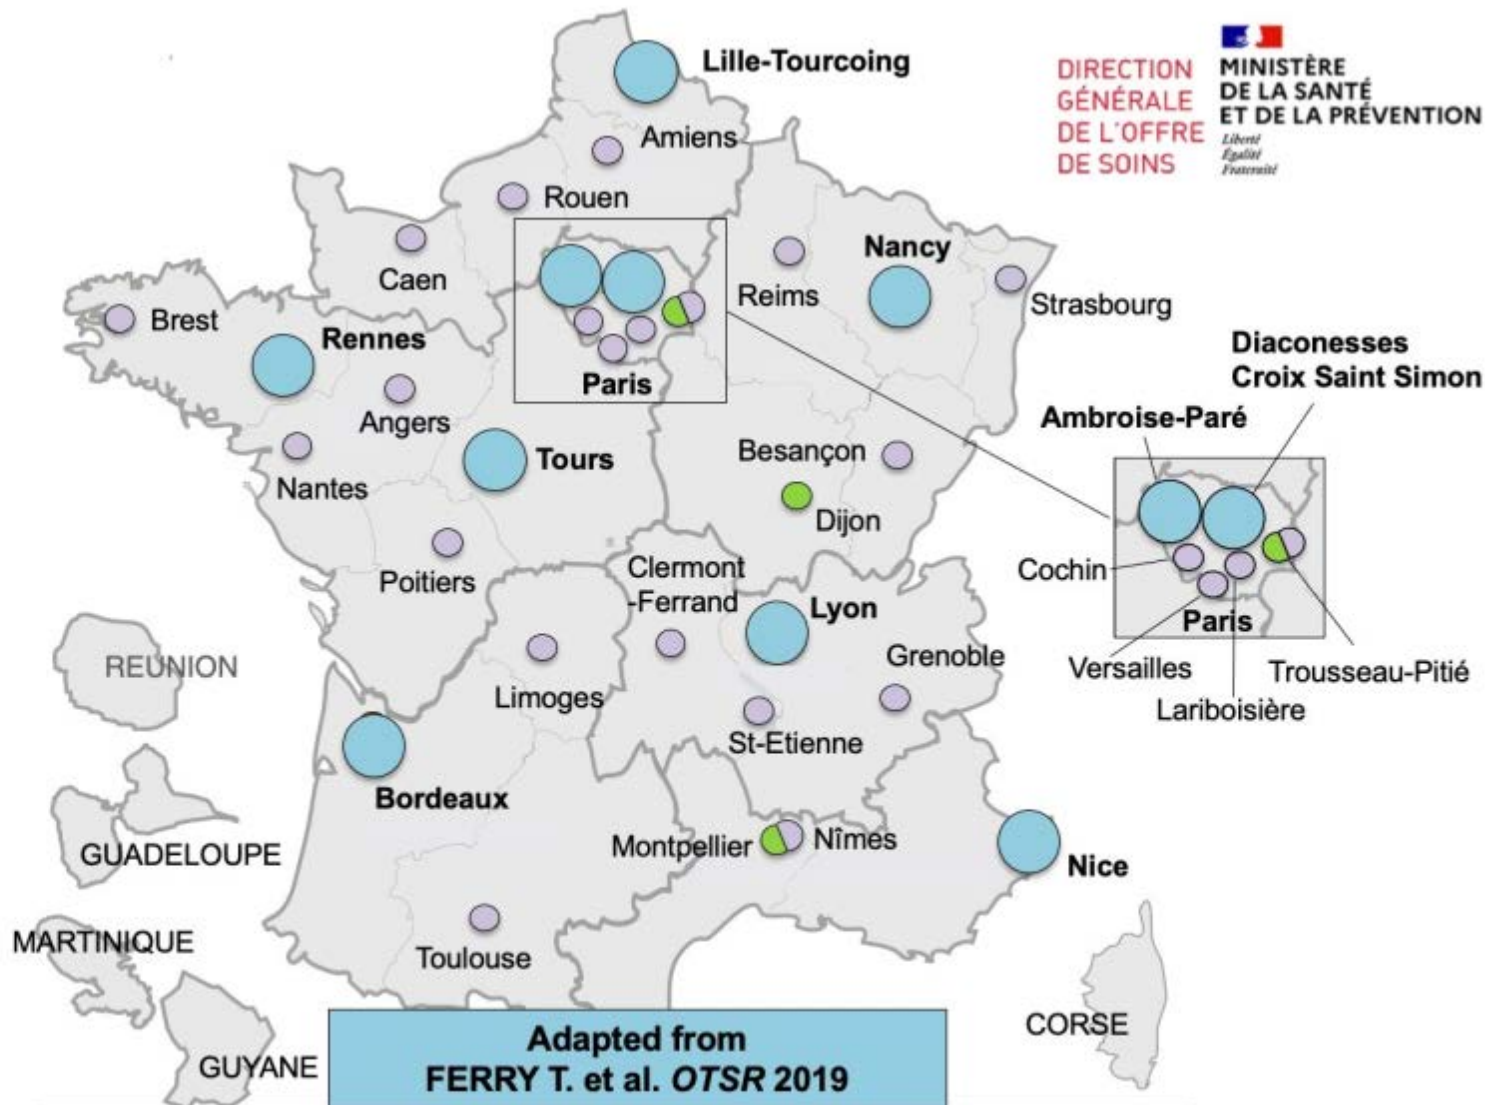 Lille-Tourcoing
DIRECTION
GÉNÉRALE
DE L'OFFRE
DE SOINS
MINISTÈRE
DE LA SANTÉ
ET DE LA PRÉVENTION
Liberté
Égalité
Fraternité
Amiens
Rouen
Caen
Reims
Nancy
Strasbourg
Brest
Rennes
Paris
Angers
Nantes
Tours
Besançon
Dijon
Poitiers
Diaconesses
Croix Saint Simon
Ambroise-Paré
Cochin
Paris
Versailles
Lariboisière
Trousseau-Pitié
Clermont
-Ferrand
Lyon
Grenoble
Limoges
St-Etienne
REUNION
Bordeaux
GUADELOUPE
Montpellier
Nîmes
Nice
MARTINIQUE
Toulouse
GUYANE
CORSE
Adapted from
FERRY T. et al. OTSR 2019